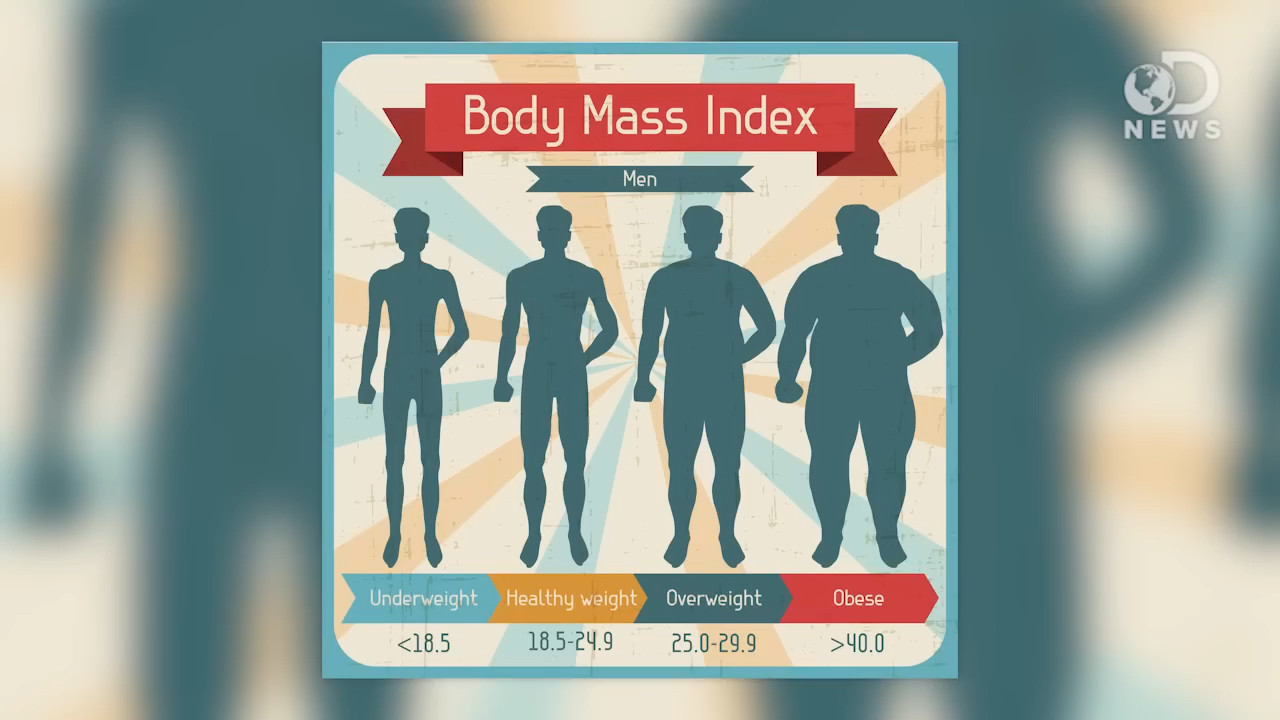 Body Mass Index
Men
D
NEWS
Underweight
Healthy weight
Overweight
Obese
<18.5
18.5-24.9
25.0-29.9
>40.0